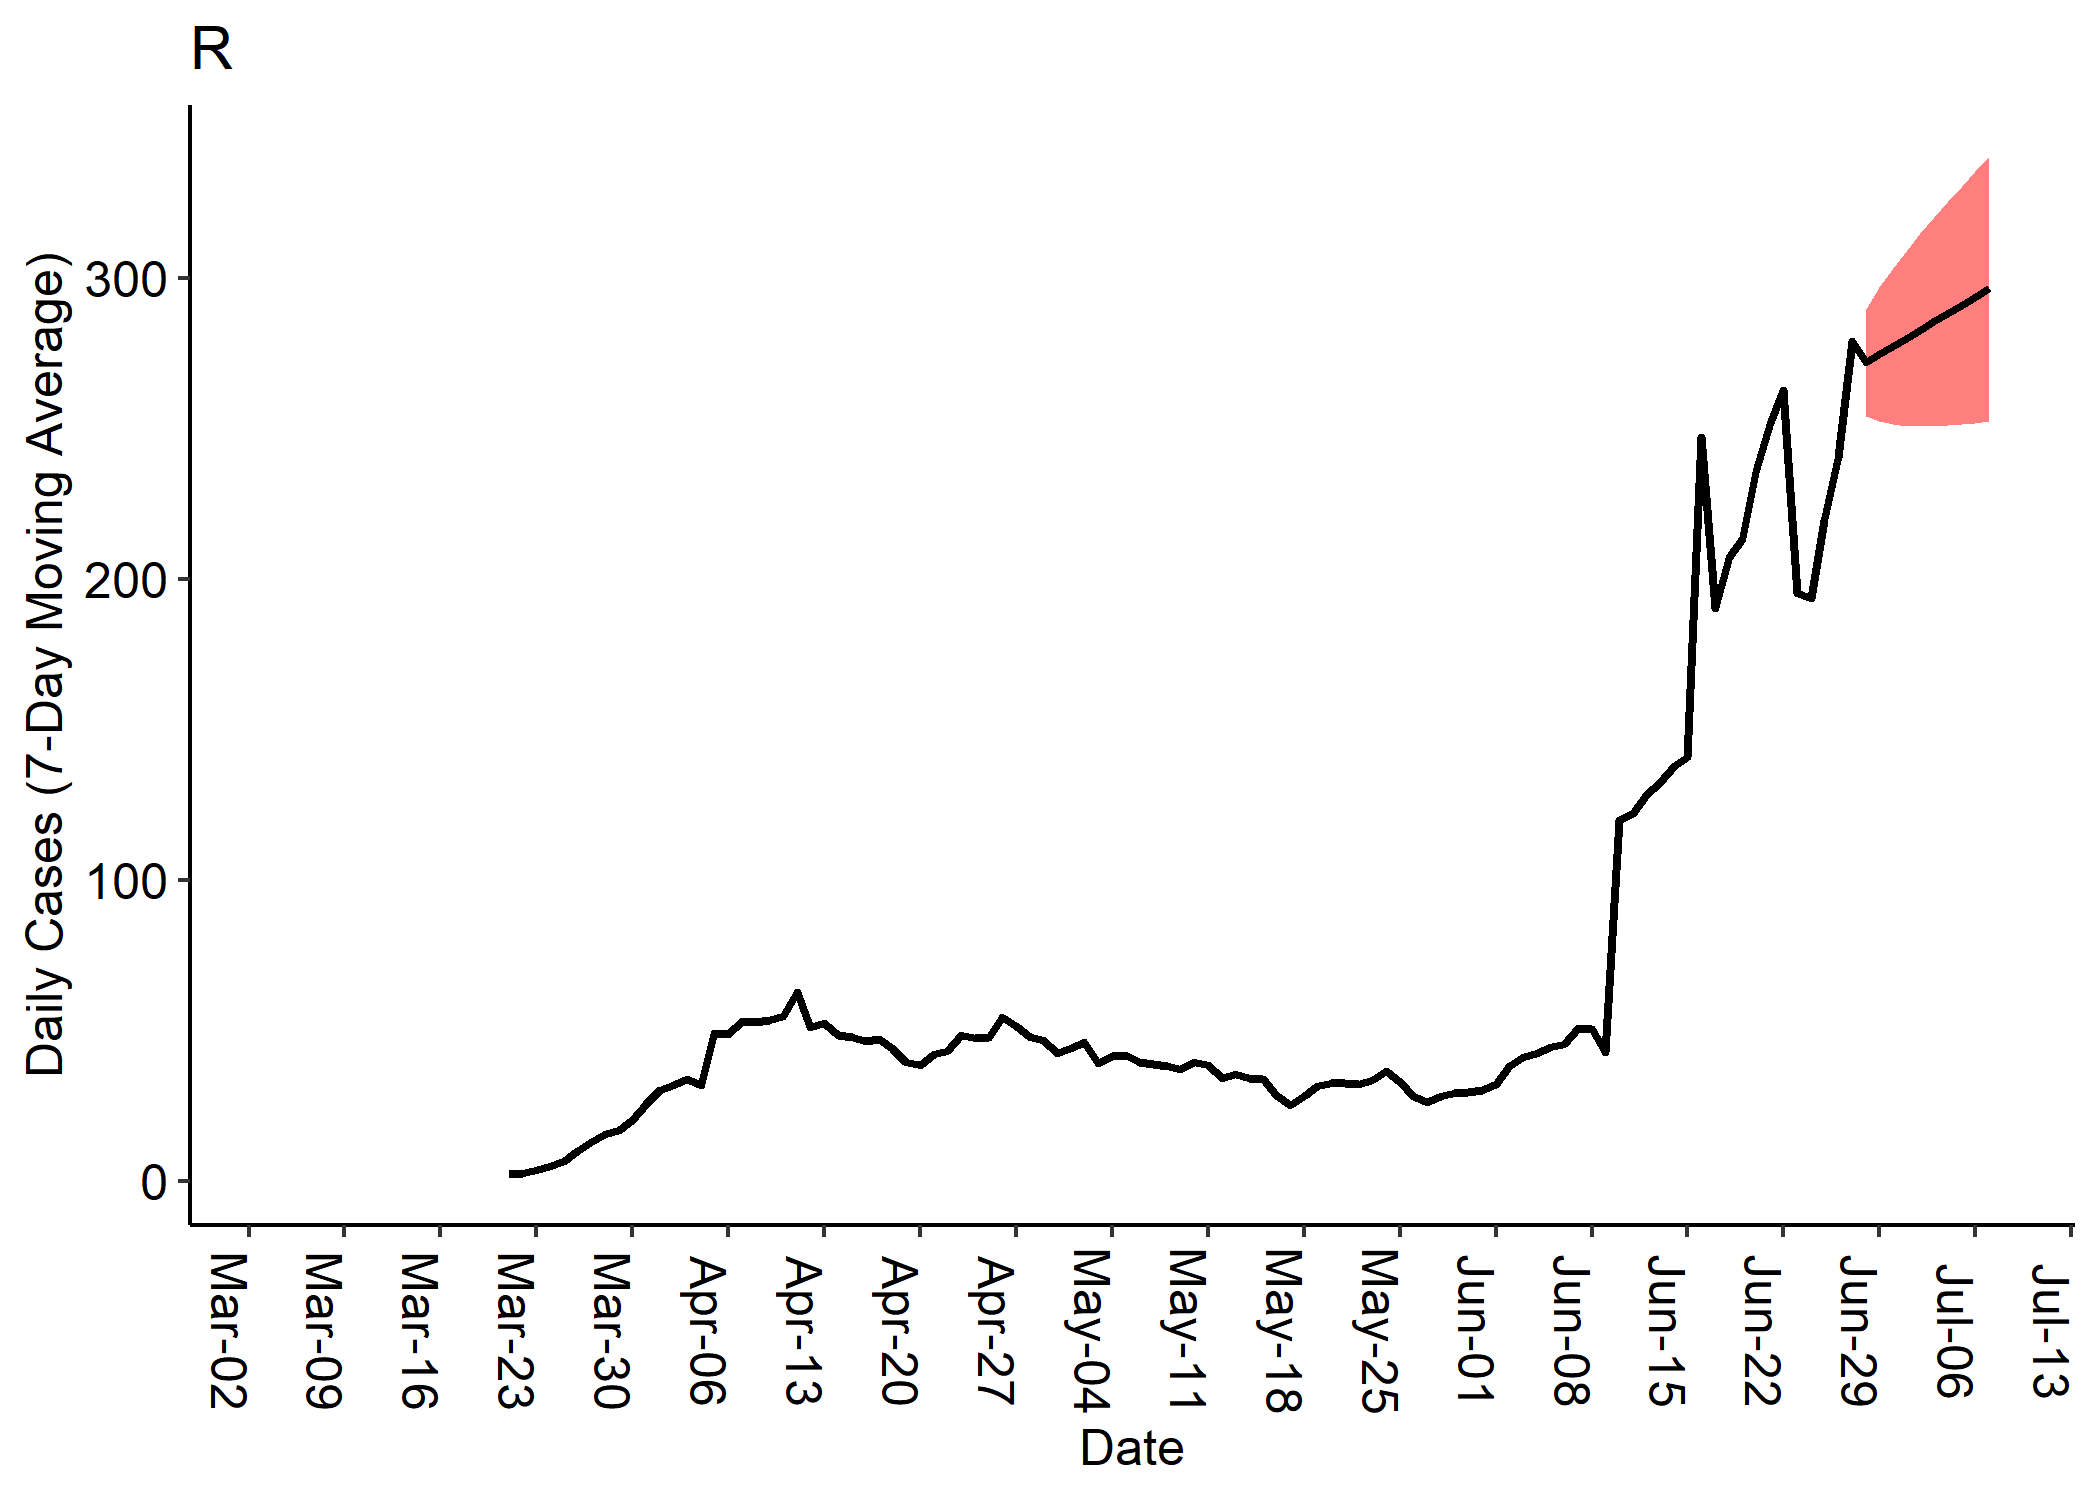 R
Daily Cases (7-Day Moving Average)
300
200
100
0
Mar-02
Mar-09
Mar-16
Mar-23
Mar-30
Apr-06
Apr-13
Apr-20
Apr-27
May-04
May-11
May-18
May-25
Jun-01
Jun-08
Jun-15
Jun-22
Jun-29
Jul-06
Jul-13
Date